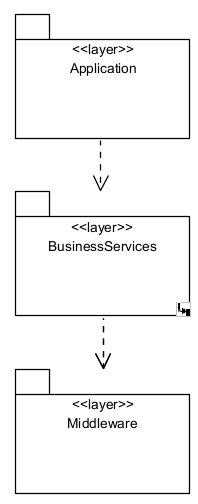 <<layer>>
Application
<<layer>>
BusinessServices
<<layer>>
Middleware